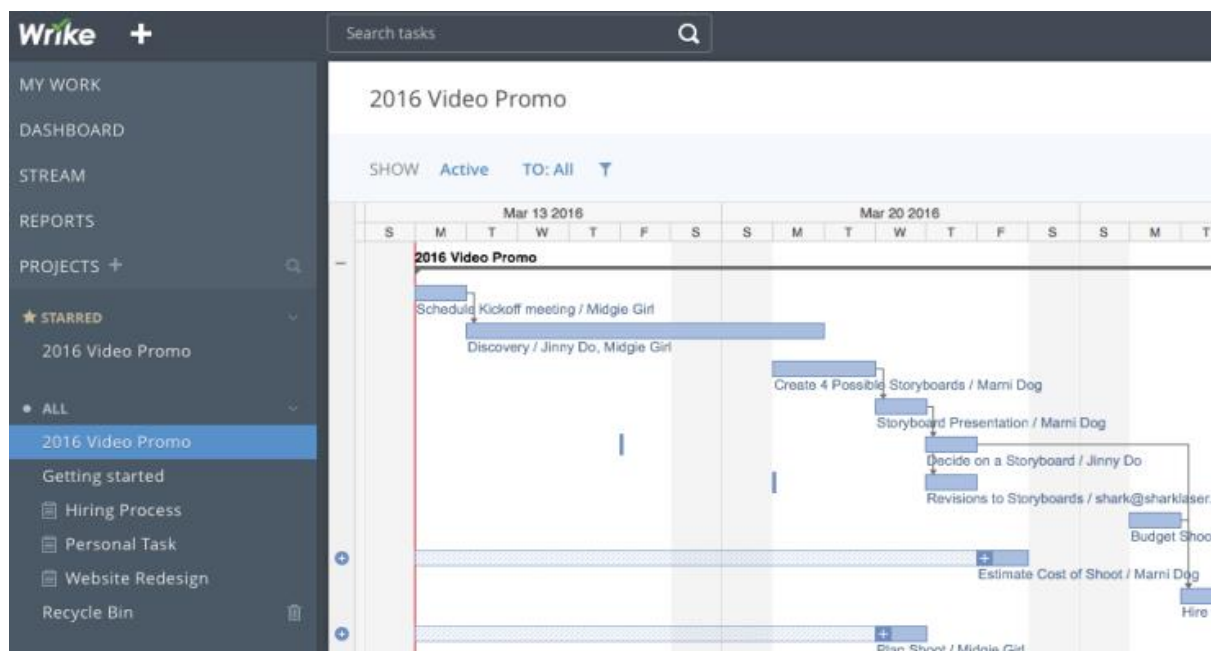 Wrike +
Search tasks
MY WORK
DASHBOARD
STREAM
REPORTS
PROJECTS +
★ STARRED
2016 Video Promo
• ALL
2016 Video Promo
Getting started
Hiring Process
Personal Task
Website Redesign
Recycle Bin
2016 Video Promo
SHOW Active TO: All
Mar 13 2016 Mar 20 2016
S M T W T F S S M T W T F S S M T
2016 Video Promo
Schedule Kickoff meeting / Midgie Girl
Discovery / Jinny Do, Midgie Girl
Create 4 Possible Storyboards / Marni Dog
Storyboard Presentation / Marni Dog
Decide on a Storyboard / Jinny Do
Revisions to Storyboards / shark@sharklaser.
Budget Shoo
Estimate Cost of Shoot / Marni Dog
Hire
Plan Shoot / Midgie Girl